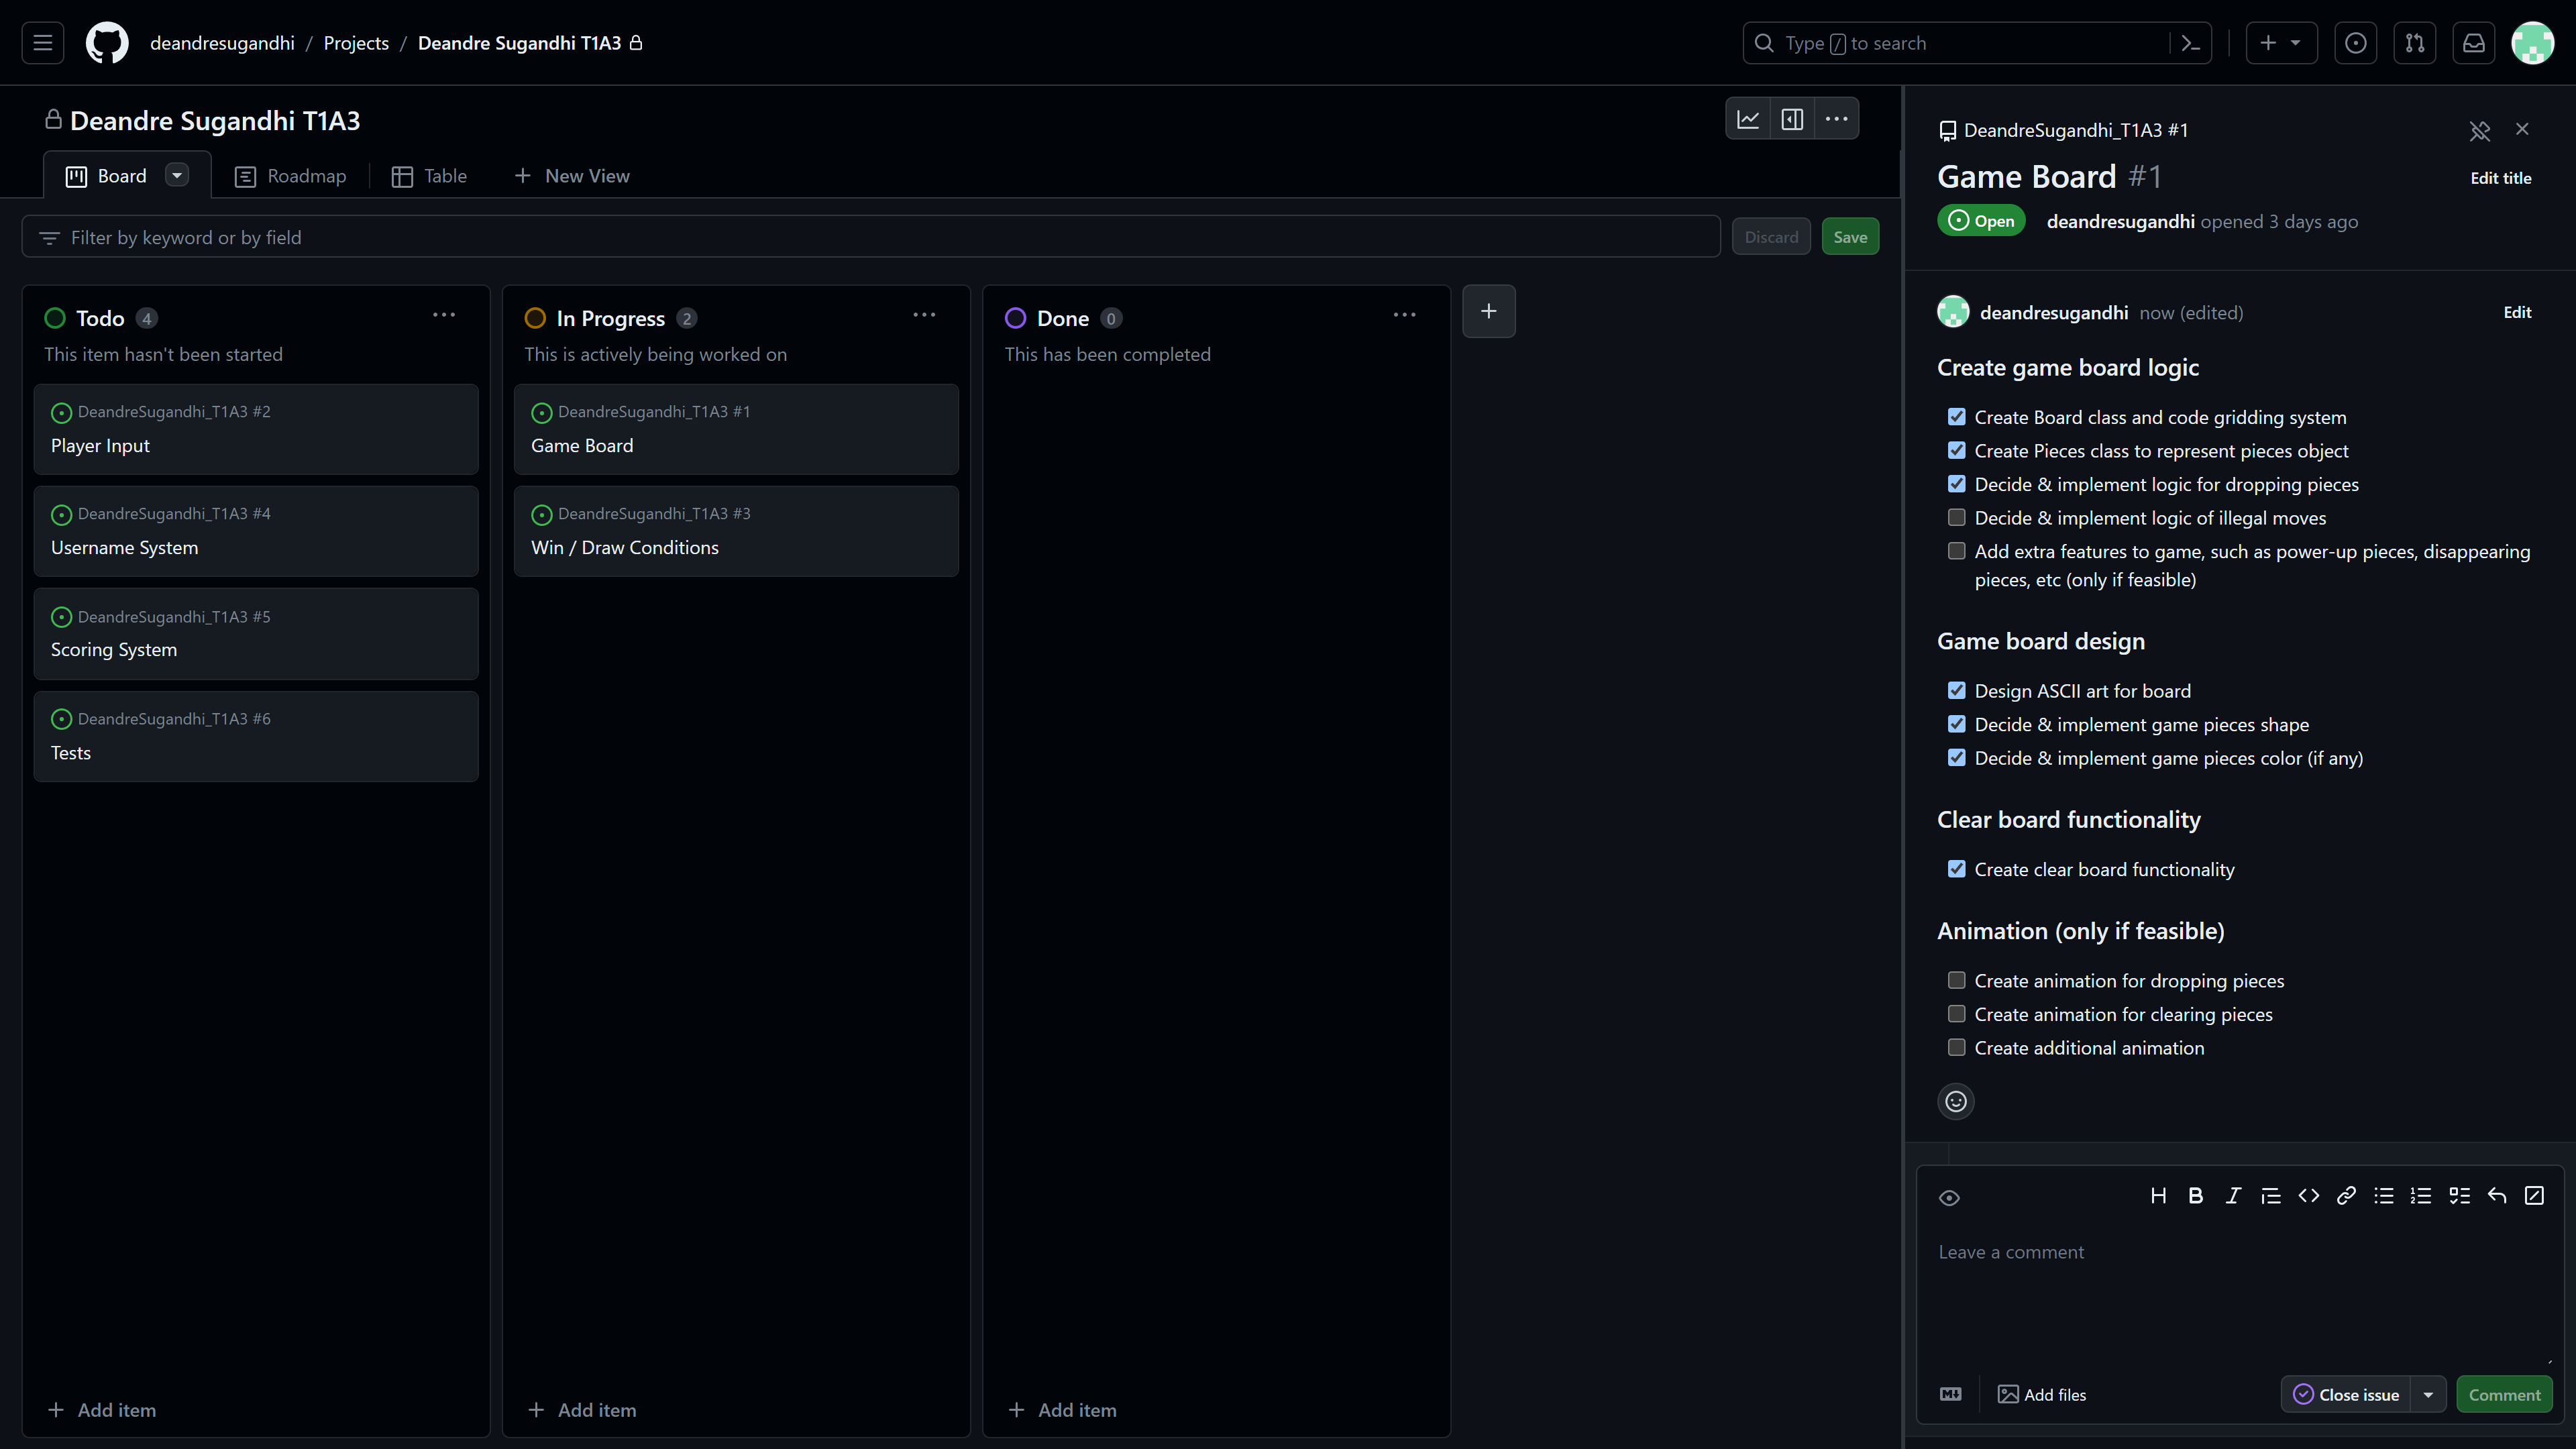 deandresugandhi / Projects / Deandre Sugandhi T1A3
Type / to search
Deandre Sugandhi T1A3
Board
Roadmap
Table
New View
Filter by keyword or by field
Discard
Save
Todo 4
This item hasn't been started
DeandreSugandhi_T1A3 #2
Player Input
DeandreSugandhi_T1A3 #4
Username System
DeandreSugandhi_T1A3 #5
Scoring System
DeandreSugandhi_T1A3 #6
Tests
Add item
In Progress 2
This is actively being worked on
DeandreSugandhi_T1A3 #1
Game Board
DeandreSugandhi_T1A3 #3
Win / Draw Conditions
Add item
Done 0
This has been completed
Add item
DeandreSugandhi_T1A3 #1
Game Board #1
Edit title
Open
deandresugandhi opened 3 days ago
deandresugandhi now (edited)
Edit
Create game board logic
Create Board class and code gridding system
Create Pieces class to represent pieces object
Decide & implement logic for dropping pieces
Decide & implement logic of illegal moves
Add extra features to game, such as power-up pieces, disappearing
pieces, etc (only if feasible)
Game board design
Design ASCII art for board
Decide & implement game pieces shape
Decide & implement game pieces color (if any)
Clear board functionality
Create clear board functionality
Animation (only if feasible)
Create animation for dropping pieces
Create animation for clearing pieces
Create additional animation
Leave a comment
Add files
Close issue
Comment